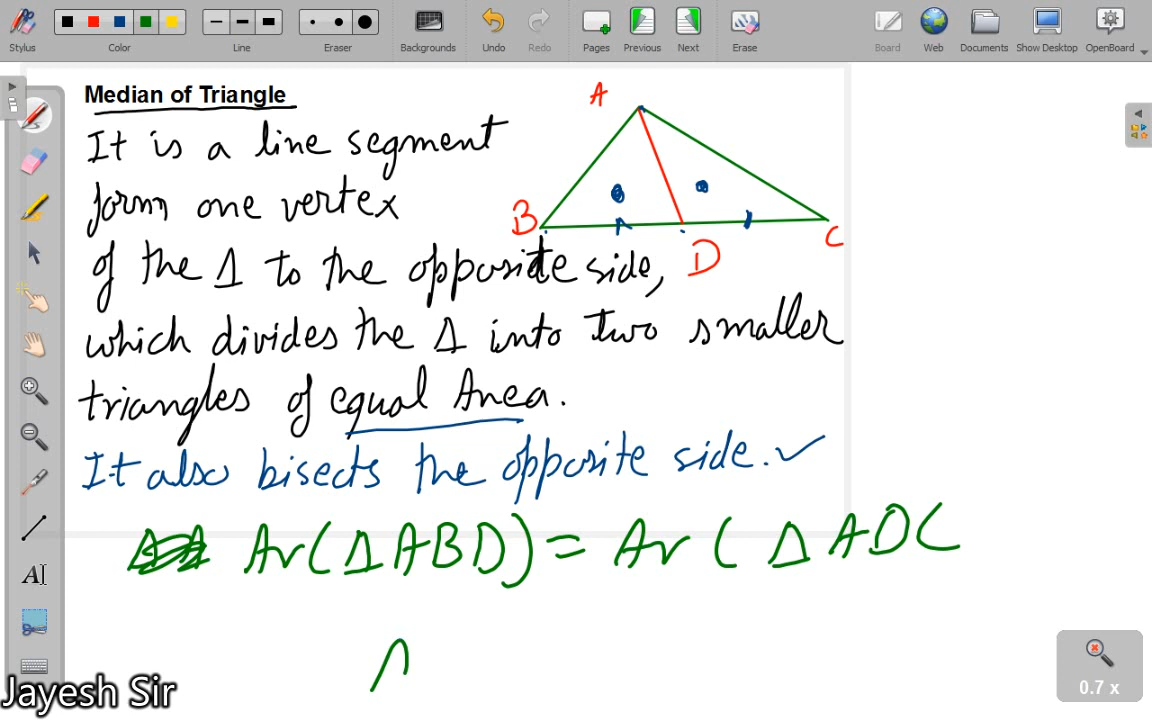 Stylus
Color
Line
Eraser
Backgrounds
Undo
Redo
Pages
Previous
Next
Erase
Board
Web
Documents
Show Desktop
OpenBoard
Median of Triangle
It is a line segment
form one vertex
of the Δ to the opposite side,
which divides the Δ into two smaller
triangles of equal Area.
It also bisects the opposite side. ✓
Ar(ΔABD) = Ar ( ΔADC
A
B
D
C
AI
0.7 x
Jayesh Sir